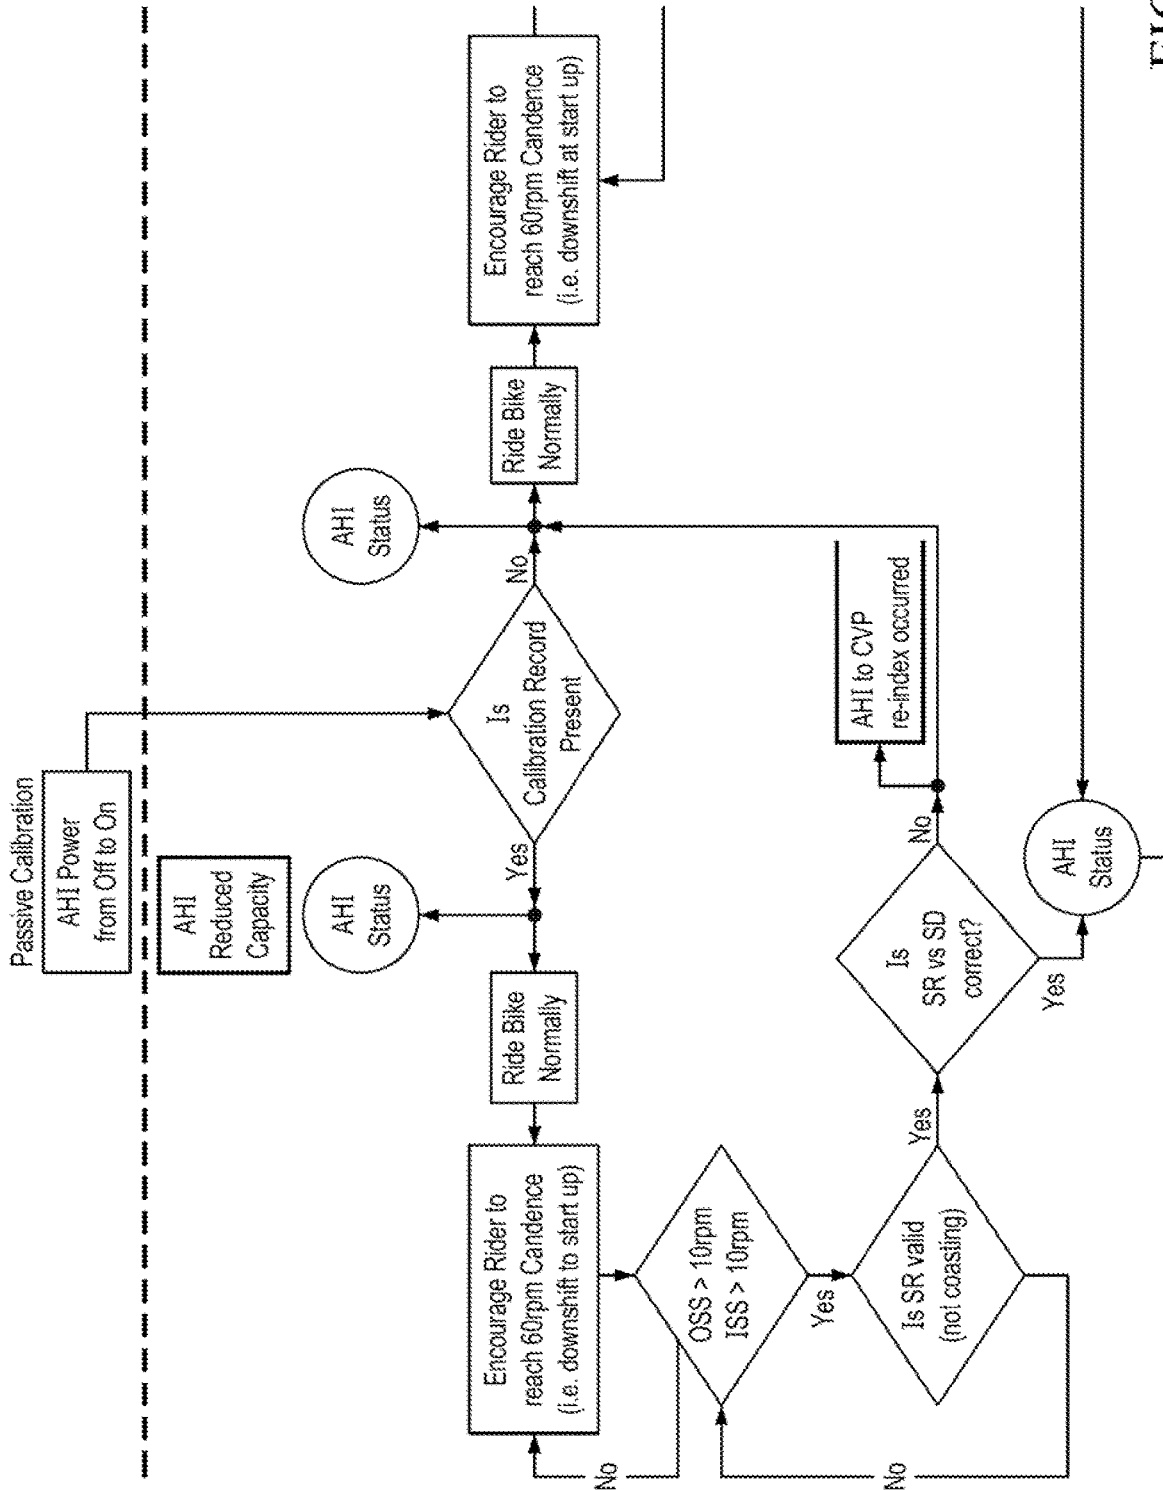 Passive Calibration
AHI Power
from Off to On
AHI
Reduced
Capacity
AHI
Status
AHI
Status
Encourage Rider to
reach 60rpm Candence
(i.e. downshift to start up)
Ride Bike
Normally
Yes
Is
Calibration Record
Present
No
Ride Bike
Normally
Encourage Rider to
reach 60rpm Candence
(i.e. downshift at start up)
No
OSS > 10rpm
ISS > 10rpm
Yes
Is SR valid
(not coasting)
No
Yes
Is
SR vs SD
correct?
No
AHI to CVP
re-index occurred
Yes
AHI
Status